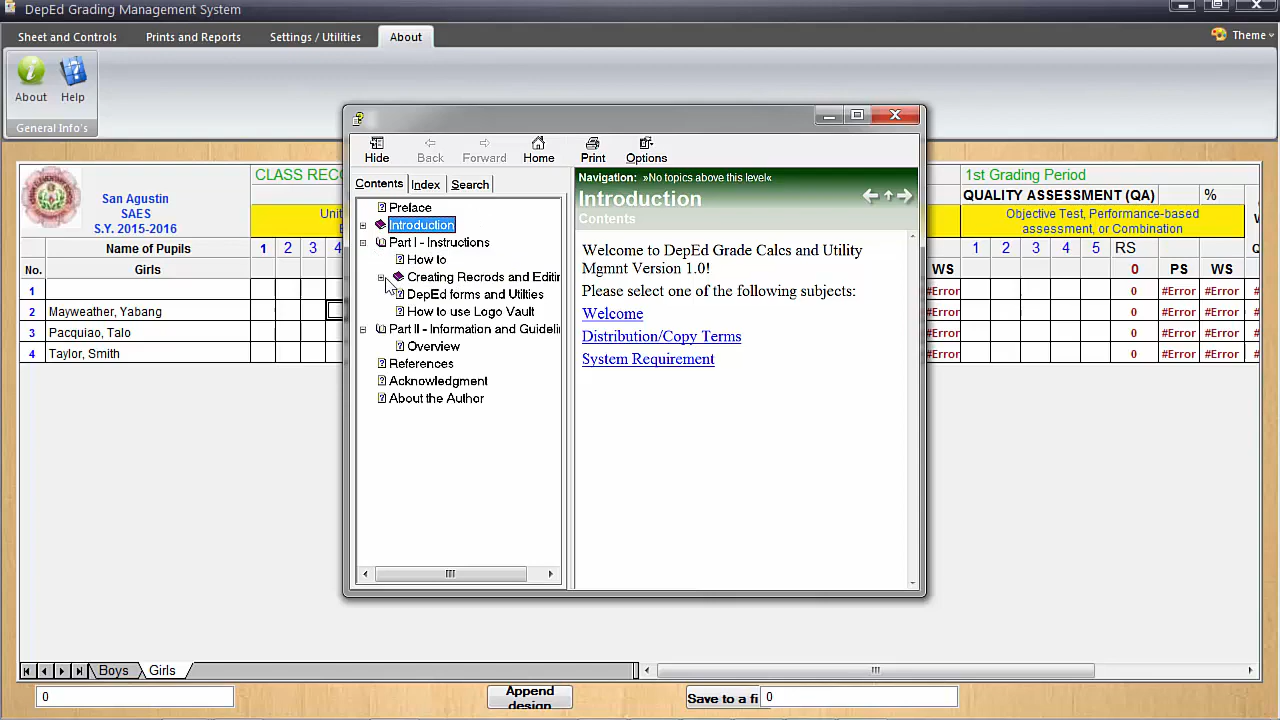 DepEd Grading Management System
Sheet and Controls
Prints and Reports
Settings / Utilities
About
Theme
About
Help
General Info's
Hide
Back
Forward
Home
Print
Options
Contents
Index
Search
Preface
Introduction
Part I - Instructions
How to
Creating Recrods and Editin
DepEd forms and Utilties
How to use Logo Vault
Part II - Information and Guidelin
Overview
References
Acknowledgment
About the Author
Navigation: »No topics above this level«
Introduction
Contents
Welcome to DepEd Grade Calcs and Utility
Mgmnt Version 1.0!
Please select one of the following subjects:
Welcome
Distribution/Copy Terms
System Requirement
San Agustin
SAES
S.Y. 2015-2016
CLASS REC
1st Grading Period
QUALITY ASSESSMENT (QA) %
Objective Test, Performance-based
assessment, or Combination
Name of Pupils 1 2 3 4
1 2 3 4 5 RS
No. Girls
WS 0 PS WS
1 #Error 0 #Error #Error
2 Mayweather, Yabang #Error 0 #Error #Error
3 Pacquiao, Talo #Error 0 #Error #Error
4 Taylor, Smith #Error 0 #Error #Error
Boys
Girls
0
Append
design
Save to a fi
0